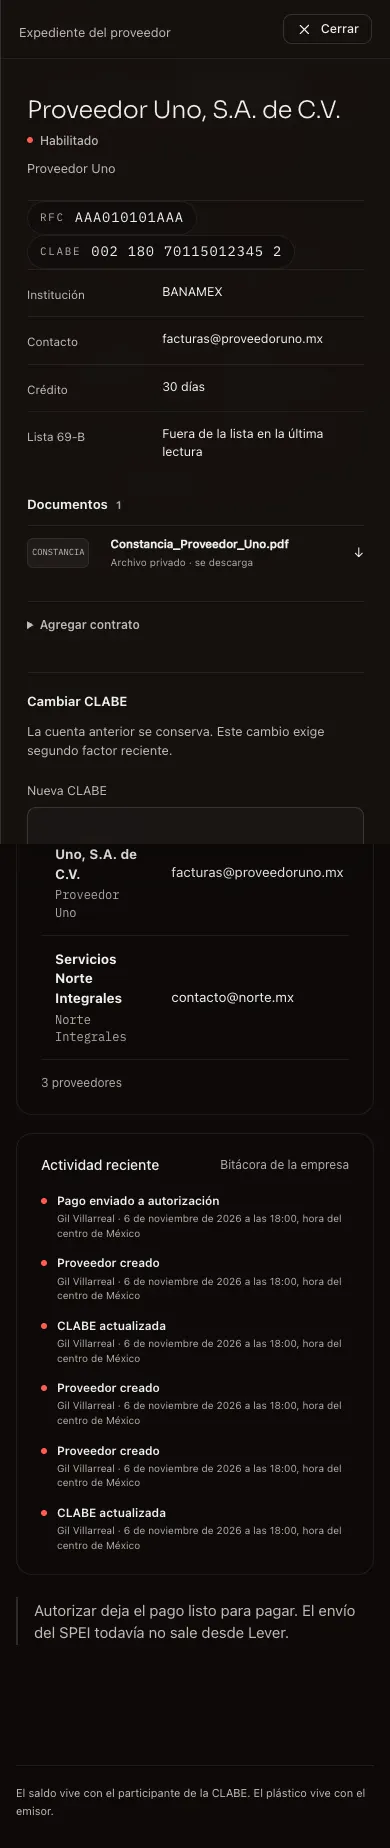 Expediente del proveedor
Cerrar
Proveedor Uno, S.A. de C.V.
Habilitado
Proveedor Uno
RFC AAA010101AAA
CLABE 002 180 70115012345 2
Institución BANAMEX
Contacto facturas@proveedoruno.mx
Crédito 30 días
Lista 69-B Fuera de la lista en la última
lectura
Documentos 1
CONSTANCIA
Constancia_Proveedor_Uno.pdf
Archivo privado · se descarga
Agregar contrato
Cambiar CLABE
La cuenta anterior se conserva. Este cambio exige
segundo factor reciente.
Nueva CLABE
Uno, S.A. de
C.V.
Proveedor
Uno
facturas@proveedoruno.mx
Servicios
Norte
Integrales
Norte
Integrales
contacto@norte.mx
3 proveedores
Actividad reciente
Bitácora de la empresa
Pago enviado a autorización
Gil Villarreal · 6 de noviembre de 2026 a las 18:00, hora del
centro de México
Proveedor creado
Gil Villarreal · 6 de noviembre de 2026 a las 18:00, hora del
centro de México
CLABE actualizada
Gil Villarreal · 6 de noviembre de 2026 a las 18:00, hora del
centro de México
Proveedor creado
Gil Villarreal · 6 de noviembre de 2026 a las 18:00, hora del
centro de México
Proveedor creado
Gil Villarreal · 6 de noviembre de 2026 a las 18:00, hora del
centro de México
CLABE actualizada
Gil Villarreal · 6 de noviembre de 2026 a las 18:00, hora del
centro de México
Autorizar deja el pago listo para pagar. El envío
del SPEI todavía no sale desde Lever.
El saldo vive con el participante de la CLABE. El plástico vive con el
emisor.